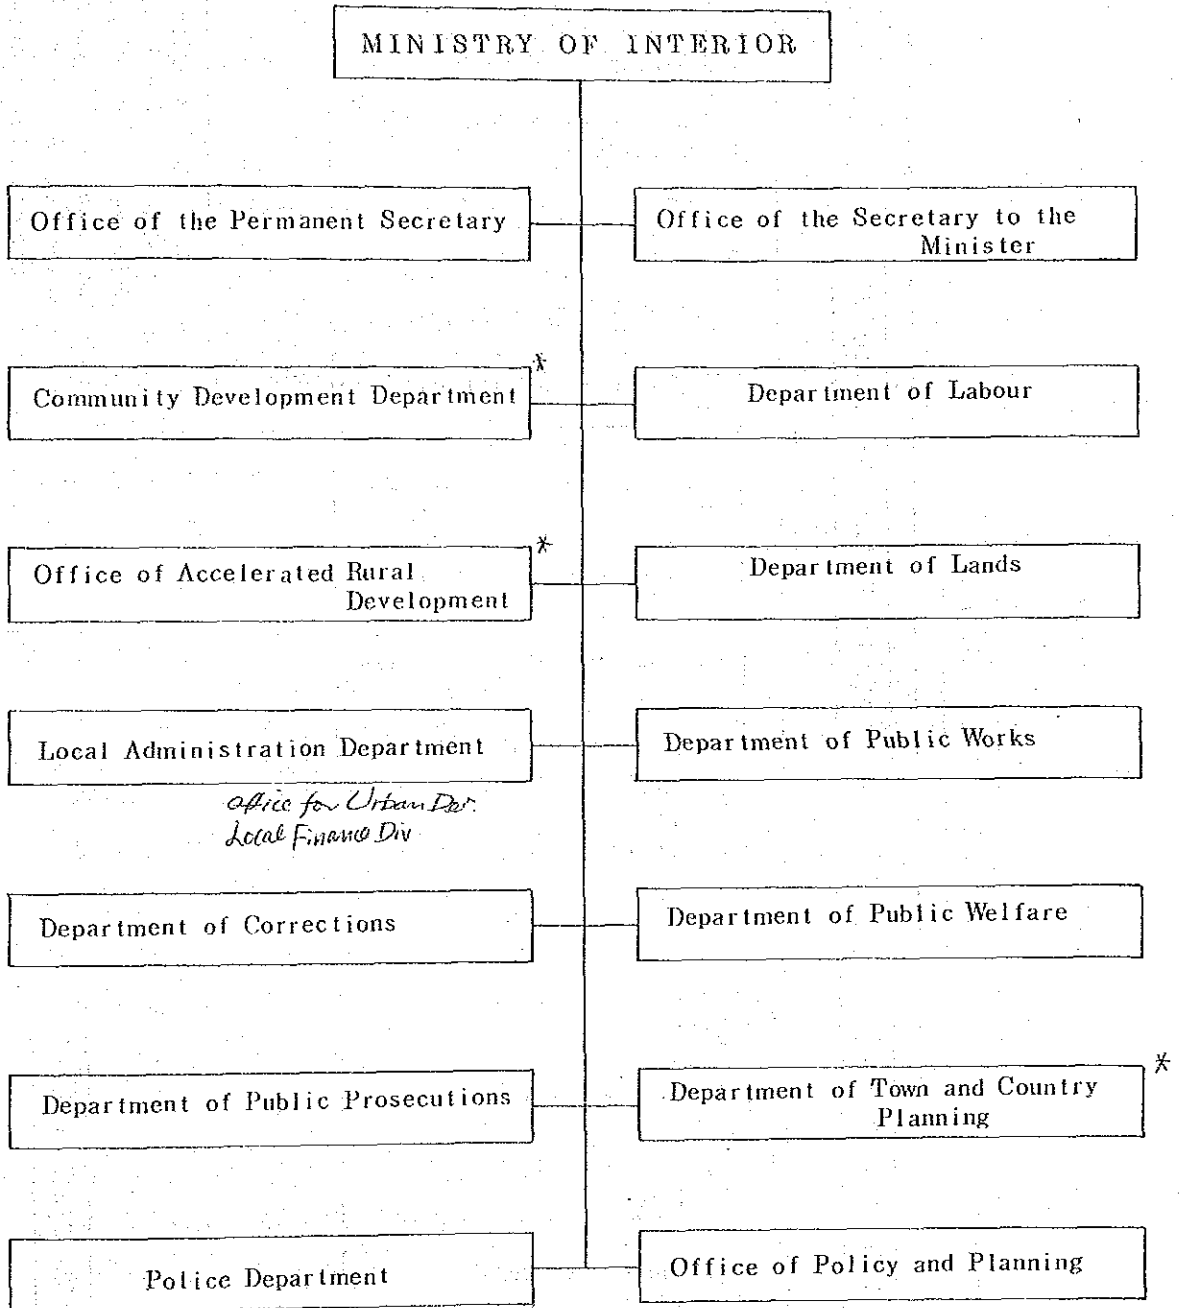 MINISTRY OF INTERIOR
Office of the Permanent Secretary
Office of the Secretary to the
Minister
Community Development Department *
Department of Labour
Office of Accelerated Rural *
Development
Department of Lands
Local Administration Department
Office for Urban Dev.
Local Finance Div
Department of Public Works
Department of Corrections
Department of Public Welfare
Department of Public Prosecutions
Department of Town and Country *
Planning
Police Department
Office of Policy and Planning